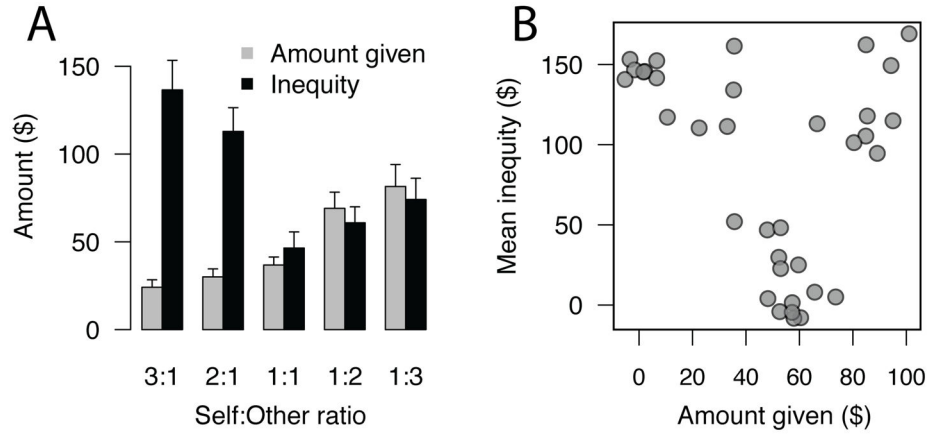 A
Amount given
Inequity
Amount ($)
150
100
50
0
3:1 2:1 1:1 1:2 1:3
Self:Other ratio
B
Mean inequity ($)
150
100
50
0
0 20 40 60 80 100
Amount given ($)